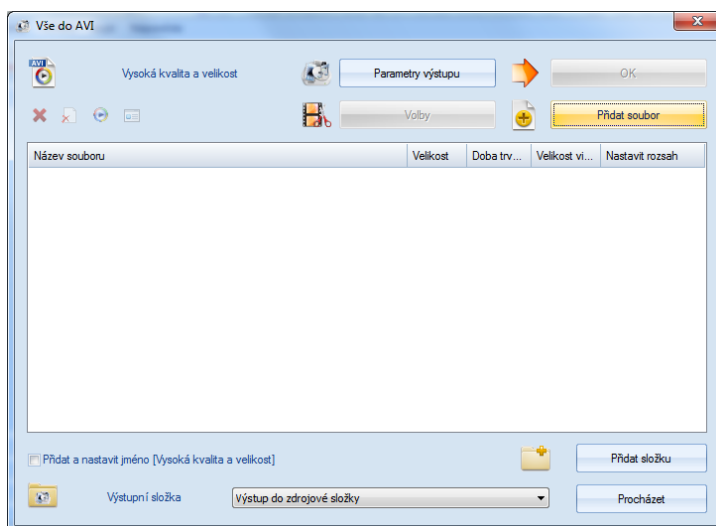 Vše do AVI
AVI
Vysoká kvalita a velikost
Parametry výstupu
OK
Volby
Přidat soubor
Název souboru Velikost Doba trv... Velikost vi... Nastavit rozsah
Přidat a nastavit jméno [Vysoká kvalita a velikost]
Přidat složku
Výstupní složka
Výstup do zdrojové složky
Procházet